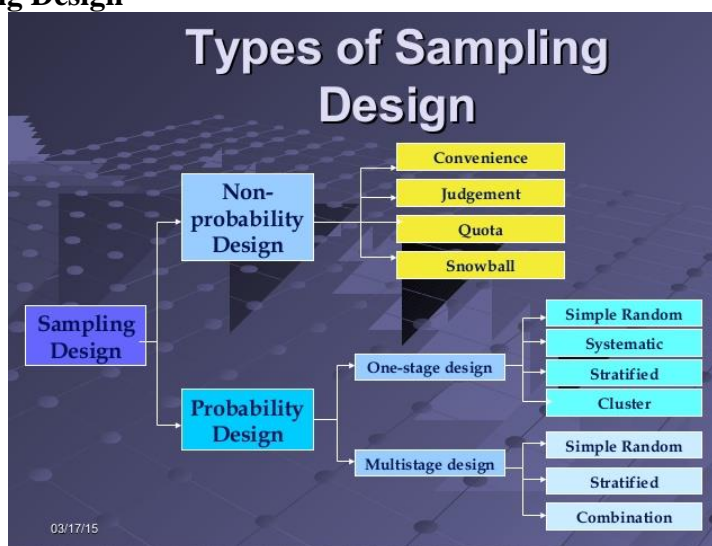 ng Design
Types of Sampling
Design
Convenience
Non-
probability
Design
Judgement
Quota
Snowball
Sampling
Design
Simple Random
Systematic
One-stage design
Stratified
Cluster
Probability
Design
Simple Random
Multistage design
Stratified
Combination
03/17/15